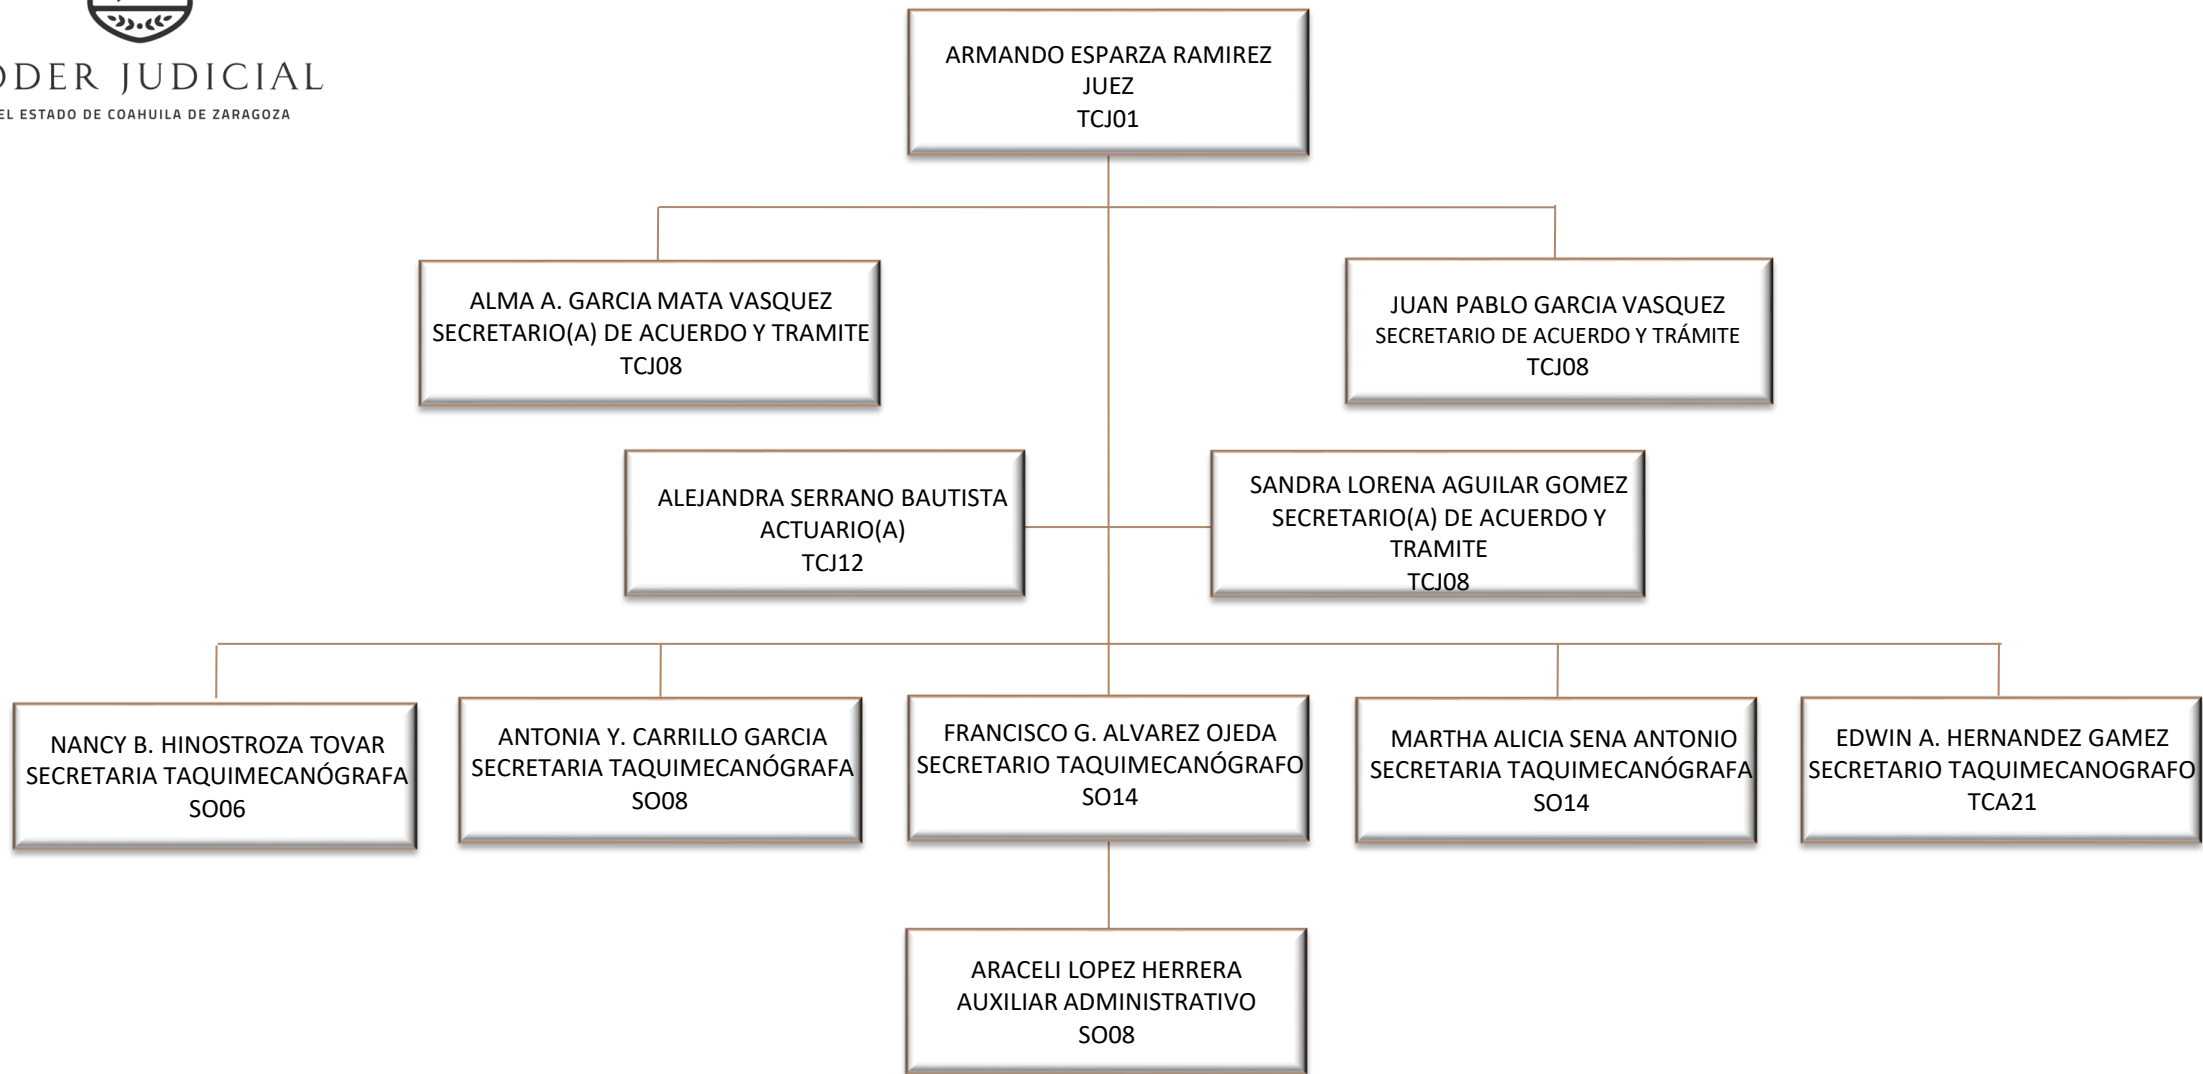 ODER JUDICIAL
EL ESTADO DE COAHUILA DE ZARAGOZA
ARMANDO ESPARZA RAMIREZ
JUEZ
TCJ01
ALMA A. GARCIA MATA VASQUEZ
SECRETARIO(A) DE ACUERDO Y TRAMITE
TCJ08
JUAN PABLO GARCIA VASQUEZ
SECRETARIO DE ACUERDO Y TRÁMITE
TCJ08
ALEJANDRA SERRANO BAUTISTA
ACTUARIO(A)
TCJ12
SANDRA LORENA AGUILAR GOMEZ
SECRETARIO(A) DE ACUERDO Y
TRAMITE
TCJ08
NANCY B. HINOSTROZA TOVAR
SECRETARIA TAQUIMECANÓGRAFA
SO06
ANTONIA Y. CARRILLO GARCIA
SECRETARIA TAQUIMECANÓGRAFA
SO08
FRANCISCO G. ALVAREZ OJEDA
SECRETARIO TAQUIMECANÓGRAFO
SO14
MARTHA ALICIA SENA ANTONIO
SECRETARIA TAQUIMECANÓGRAFA
SO14
EDWIN A. HERNANDEZ GAMEZ
SECRETARIO TAQUIMECANOGRAFO
TCA21
ARACELI LOPEZ HERRERA
AUXILIAR ADMINISTRATIVO
SO08